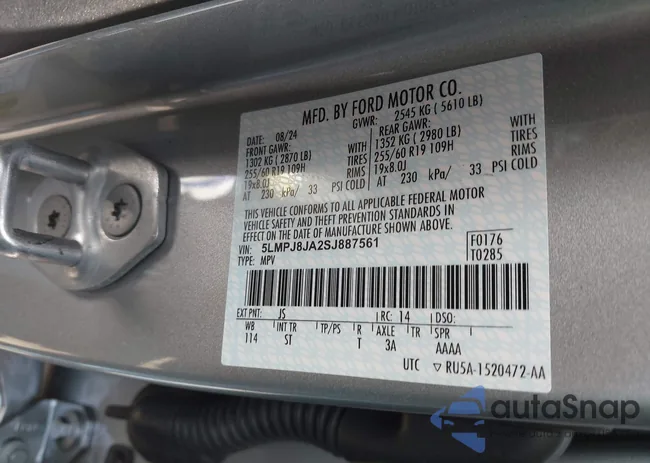 MFD. BY FORD MOTOR CO.
DATE: 08/24 GVWR: 2545 KG ( 5610 LB)
FRONT GAWR: REAR GAWR:
1302 KG ( 2870 LB) WITH 1352 KG ( 2980 LB) WITH
255/60 R19 109H TIRES 255/60 R19 109H TIRES
19x8.0J RIMS 19x8.0J RIMS
AT 230 kPa/ 33 PSI COLD AT 230 kPa/ 33 PSI COLD
THIS VEHICLE CONFORMS TO ALL APPLICABLE FEDERAL MOTOR
VEHICLE SAFETY AND THEFT PREVENTION STANDARDS IN
EFFECT ON THE DATE OF MANUFACTURE SHOWN ABOVE.
VIN: 5LMPJ8JA2SJ887561 F0176
TYPE: MPV T0285
EXT PNT: JS RC: 14 DSO:
WB INT TR TP/PS R AXLE TR SPR
114 ST T 3A AAAA
UTC ▽ RU5A-1520472-AA
autoSnap